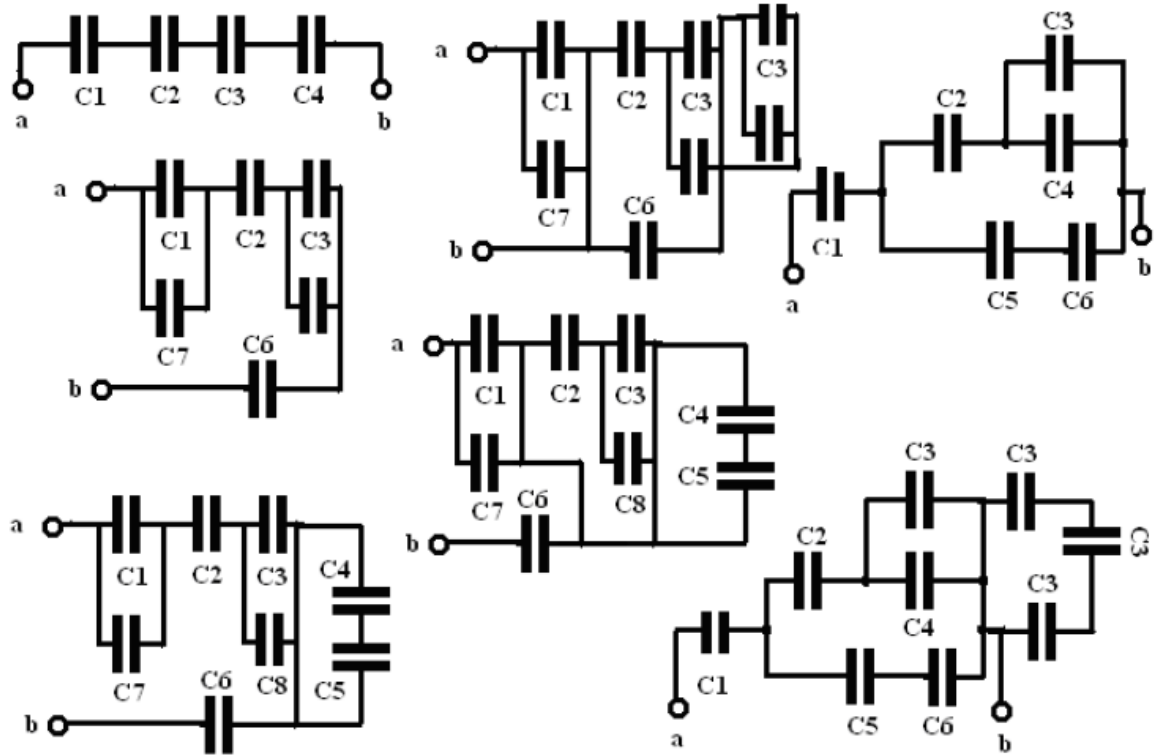 C1 C2 C3 C4
a b
a C1 C2 C3
C7 C6
b
a C1 C2 C3 C3
C7 C6
b
C3
C2
C4
C1
C5 C6
a b
a C1 C2 C3 C4
C7 C8 C5
C6
b
a C1 C2 C3 C4
C7 C6 C8 C5
b
C3 C3
C2 C3
C4 C3
C1
C5 C6
a b